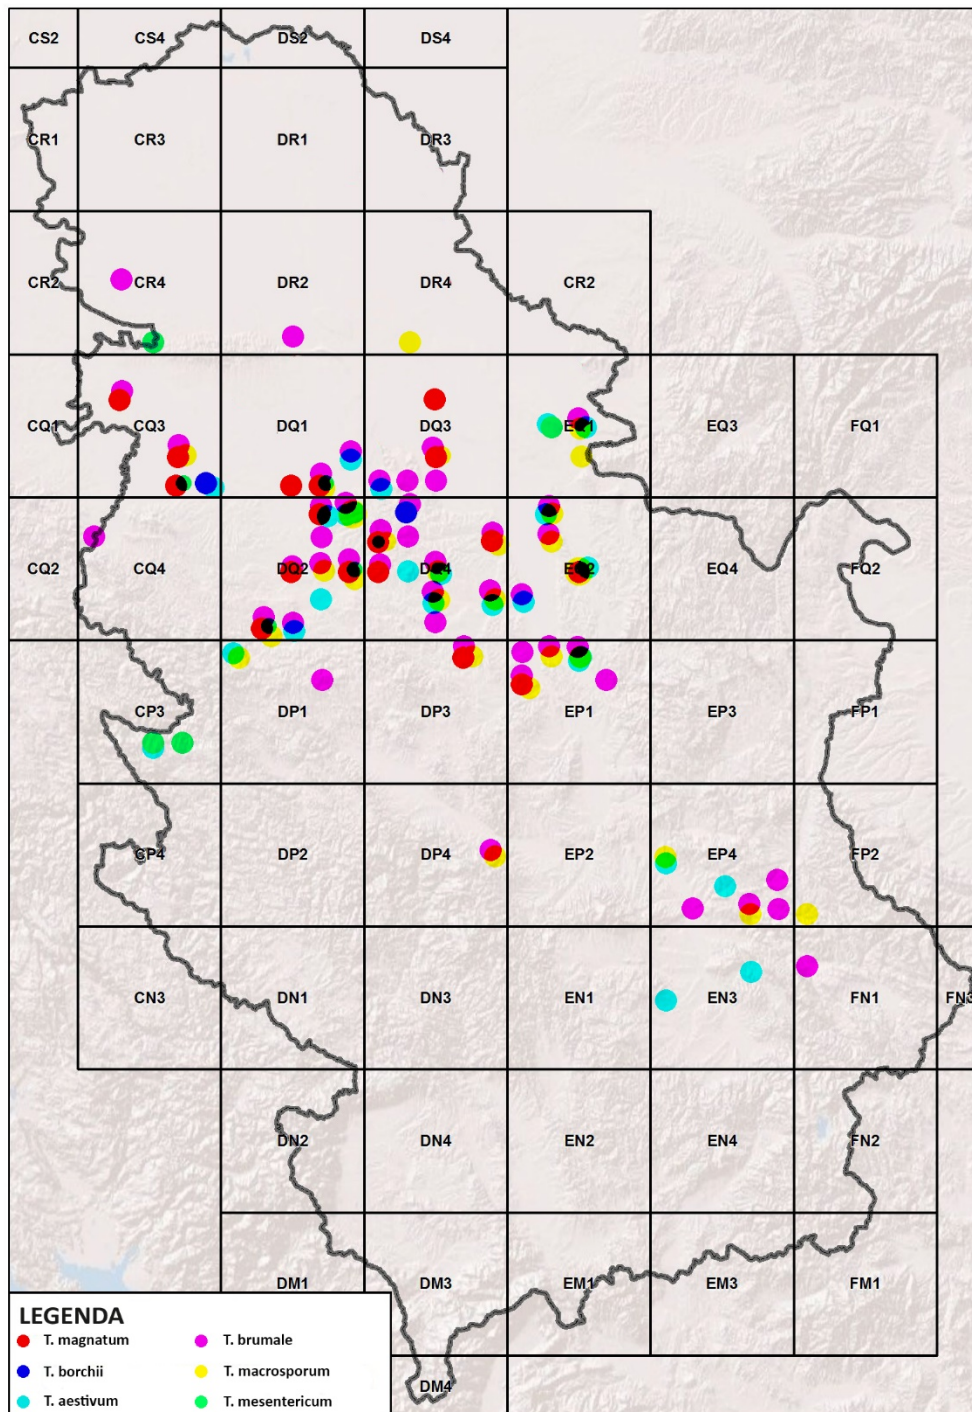 CS2 CS4 DS2 DS4
CR1 CR3 DR1 DR3
CR2 CR4 DR2 DR4 CR2
CQ1 CQ3 DQ1 DQ3 EQ1 EQ3 FQ1
CQ2 CQ4 DQ2 DQ4 EQ2 EQ4 FQ2
CP3 DP1 DP3 EP1 EP3 FP1
CP4 DP2 DP4 EP2 EP4 FP2
CN3 DN1 DN3 EN1 EN3 FN1 FN3
DN2 DN4 EN2 EN4 FN2
DM1 DM3 EM1 EM3 FM1
DM4
LEGENDA
T. magnatum T. brumale
T. borchii T. macrosporum
T. aestivum T. mesentericum